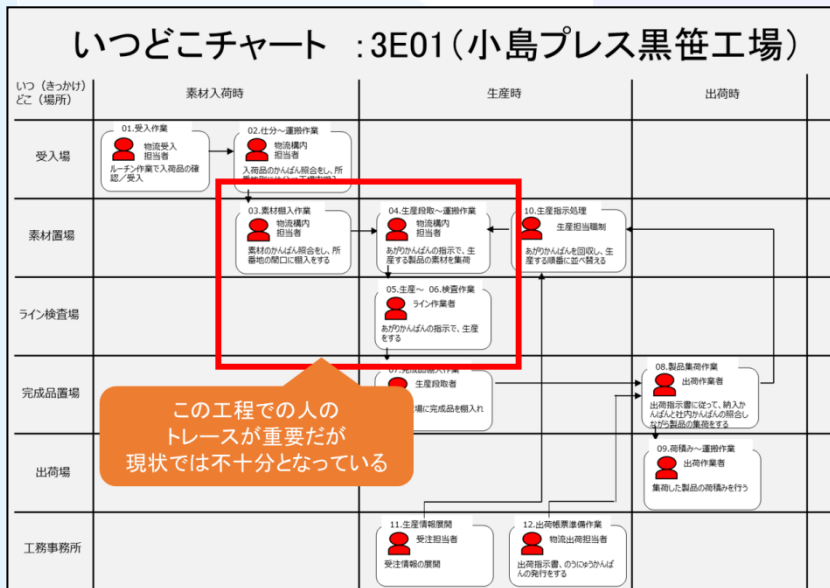 いつどこチャート ：3E01（小島プレス黒笹工場）
いつ（きっかけ）
どこ（場所）
素材入荷時
生産時
出荷時
受入場
01.受入作業
物流受入
担当者
ルーチン作業で入荷品の確
認／受入
02.仕分～運搬作業
物流構内
担当者
入荷品のかんばん照合をし、所
素材置場
03.素材棚入作業
物流構内
担当者
素材のかんばん照合をし、所
番地の間口に棚入をする
04.生産段取～運搬作業
物流構内
担当者
あがりかんばんの指示で、生
産する製品の素材を集荷
10.生産指示処理
生産担当職制
あがりかんばんを回収し、生
産する順番に並べ替える
ライン検査場
05.生産～ 06.検査作業
ライン作業者
あがりかんばんの指示で、生産
をする
完成品置場
07.完成品棚入作業
生産段取者
場に完成品を棚入れ
08.製品集荷作業
出荷作業者
出荷指示書に従って、納入か
んばんと社内かんばんの照合し
ながら製品の集荷をする
この工程での人の
トレースが重要だが
現状では不十分となっている
出荷場
09.荷積み～運搬作業
出荷作業者
集荷した製品の荷積みを行う
工務事務所
11.生産情報展開
受注担当者
受注情報の展開
12.出荷帳票準備作業
物流出荷担当者
出荷指示書、のうにゅうかんば
んの発行をする